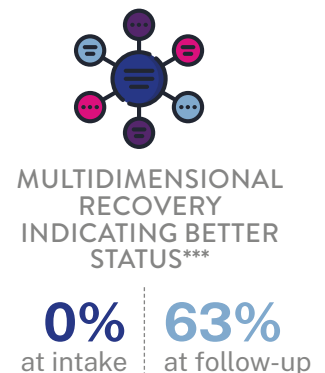 MULTIDIMENSIONAL
RECOVERY
INDICATING BETTER
STATUS***
0% 63%
at intake at follow-up